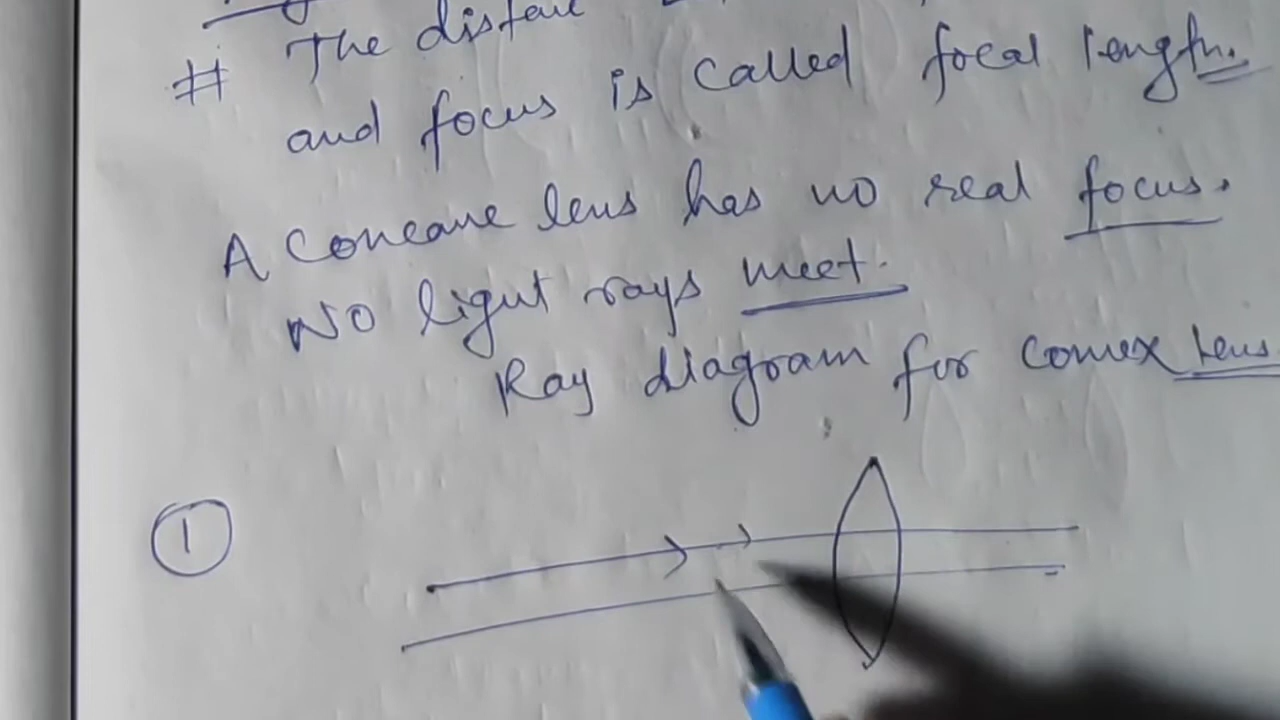 # The distance
and focus is called focal length.
A Concave lens has no real focus.
No light rays meet.
Ray diagram for convex lens.
1